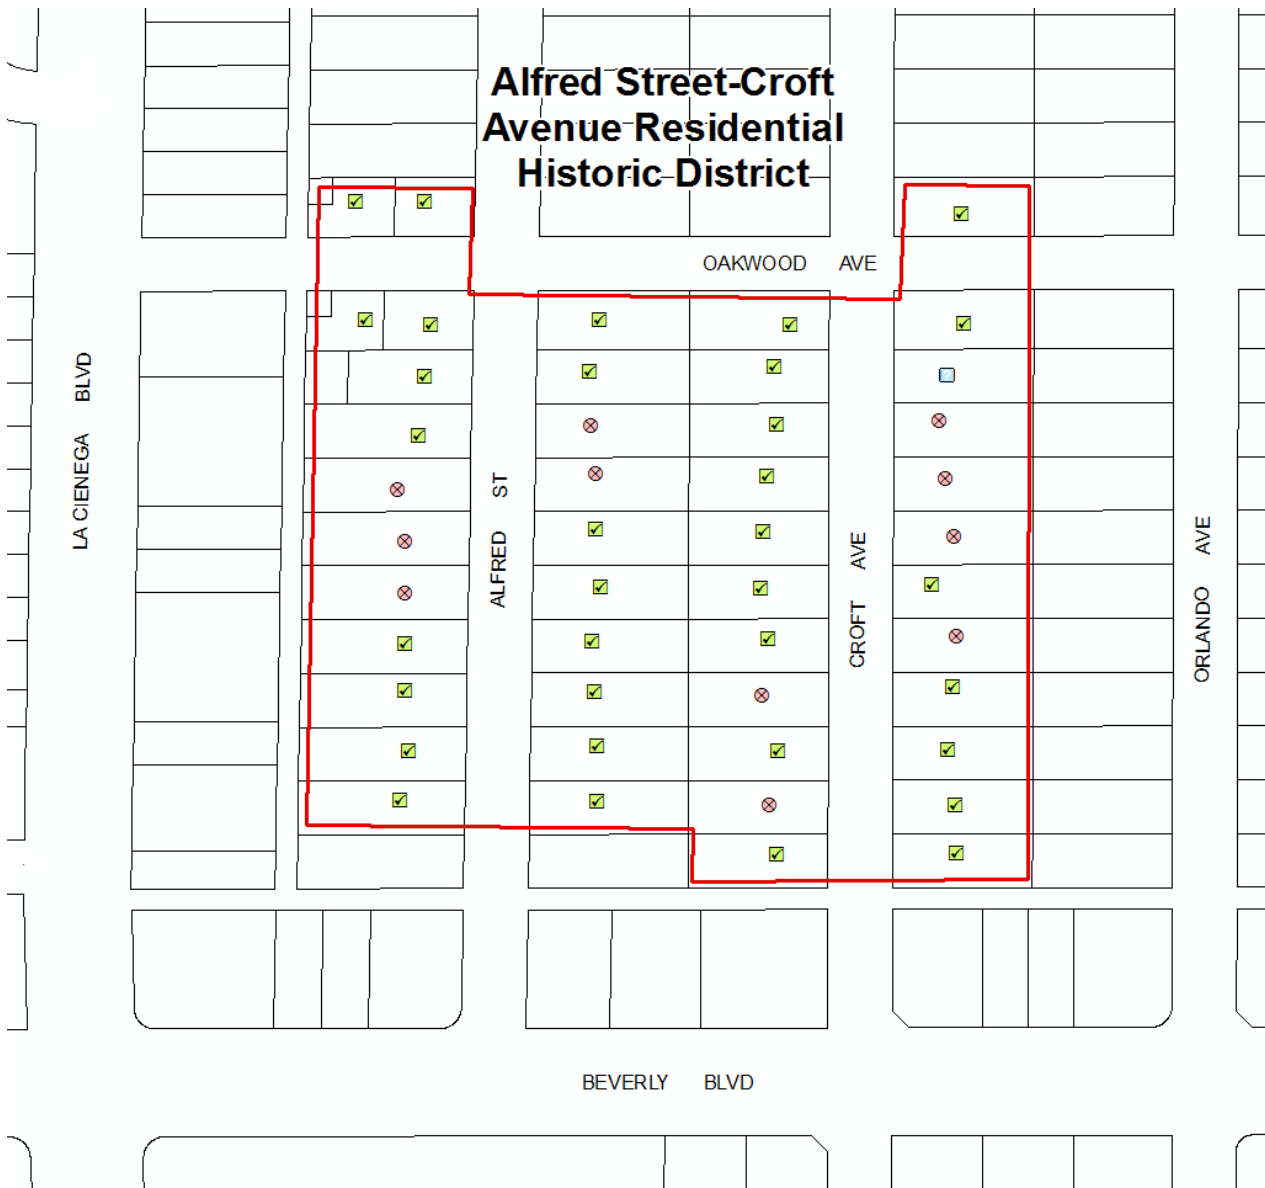 Alfred Street-Croft
Avenue Residential
Historic District
OAKWOOD AVE
LA CIENEGA BLVD
ALFRED ST
CROFT AVE
ORLANDO AVE
BEVERLY BLVD